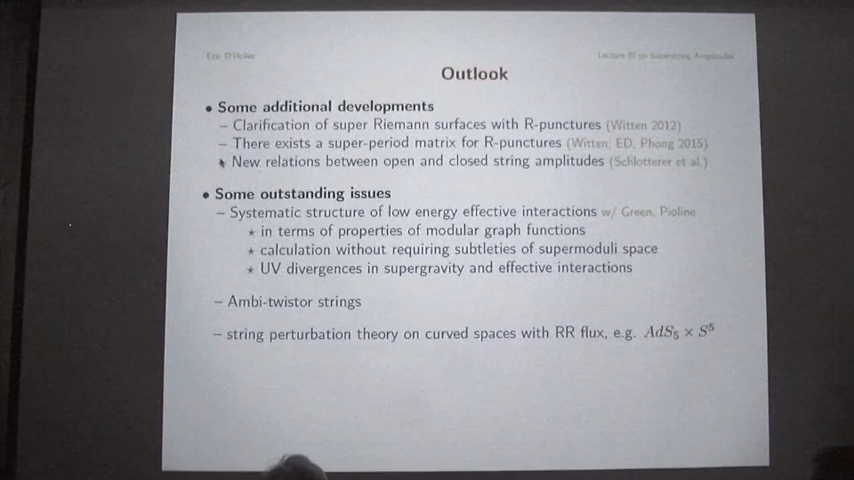 Eric D'Hoker
Lecture III on Superstring Amplitudes
Outlook
• Some additional developments
– Clarification of super Riemann surfaces with R-punctures (Witten 2012)
– There exists a super-period matrix for R-punctures (Witten; ED, Phong 2015)
New relations between open and closed string amplitudes (Schlotterer et al.)
• Some outstanding issues
– Systematic structure of low energy effective interactions w/ Green, Pioline
⋆ in terms of properties of modular graph functions
⋆ calculation without requiring subtleties of supermoduli space
⋆ UV divergences in supergravity and effective interactions
– Ambi-twistor strings
– string perturbation theory on curved spaces with RR flux, e.g. AdS₅ × S⁵